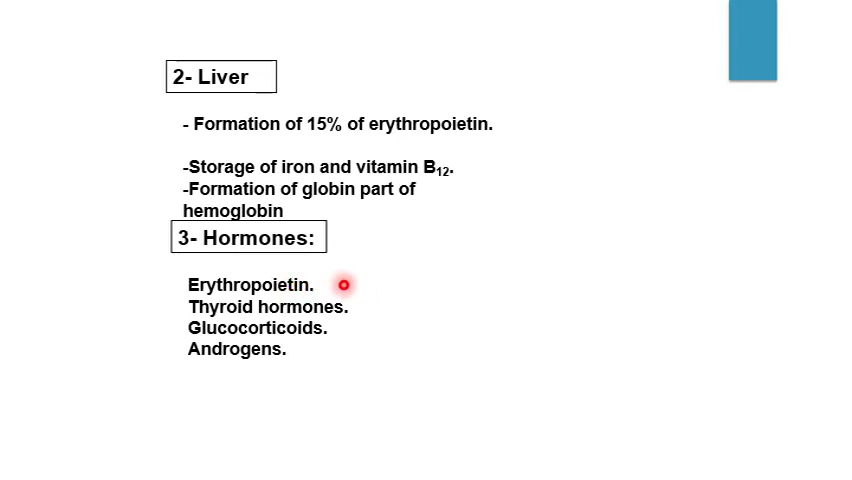 2- Liver
- Formation of 15% of erythropoietin.
-Storage of iron and vitamin B₁₂.
-Formation of globin part of
hemoglobin
3- Hormones:
Erythropoietin.
Thyroid hormones.
Glucocorticoids.
Androgens.